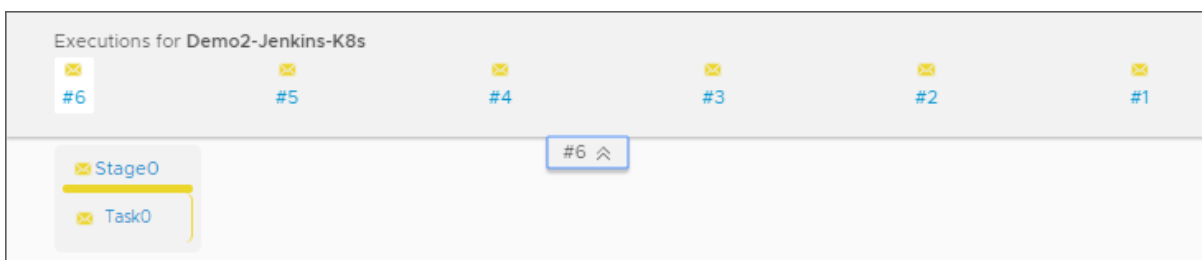 Executions for Demo2-Jenkins-K8s
#6 #5 #4 #3 #2 #1
#6
Stage0
Task0